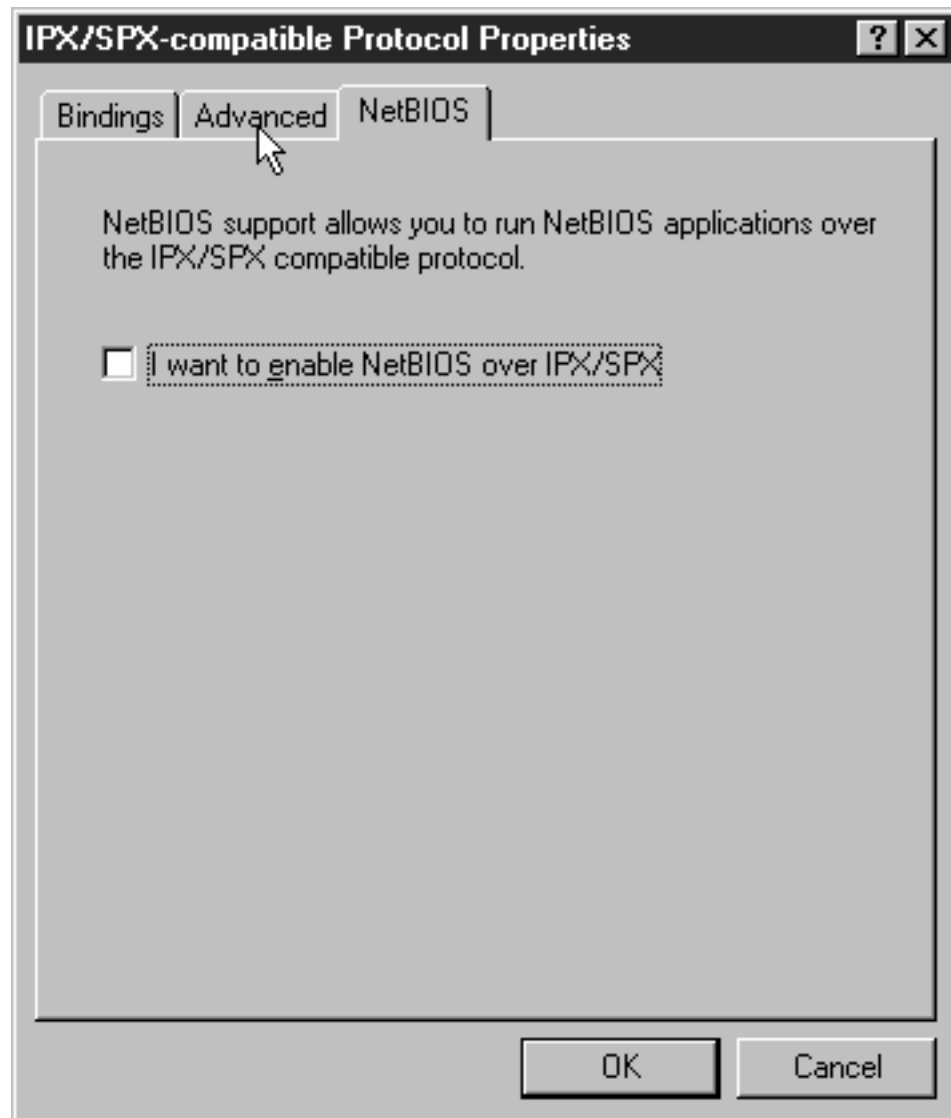 IPX/SPX-compatible Protocol Properties
Bindings Advanced NetBIOS
NetBIOS support allows you to run NetBIOS applications over
the IPX/SPX compatible protocol.
I want to enable NetBIOS over IPX/SPX
OK Cancel